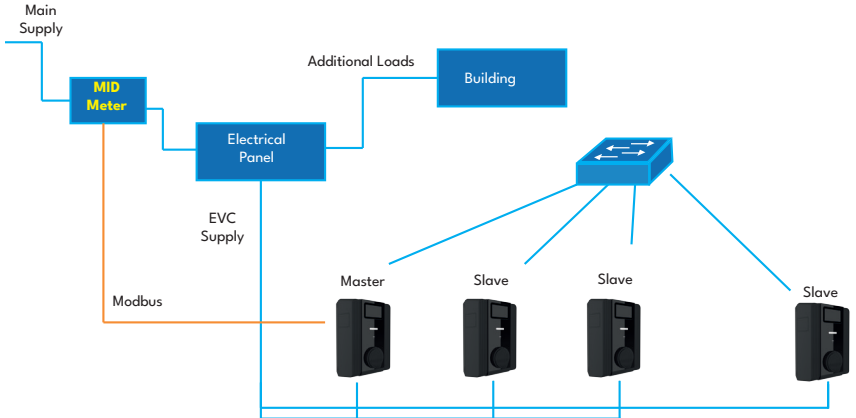 Main
Supply
MID
Meter
Additional Loads
Building
Electrical
Panel
EVC
Supply
Modbus
Master
Slave
Slave
Slave